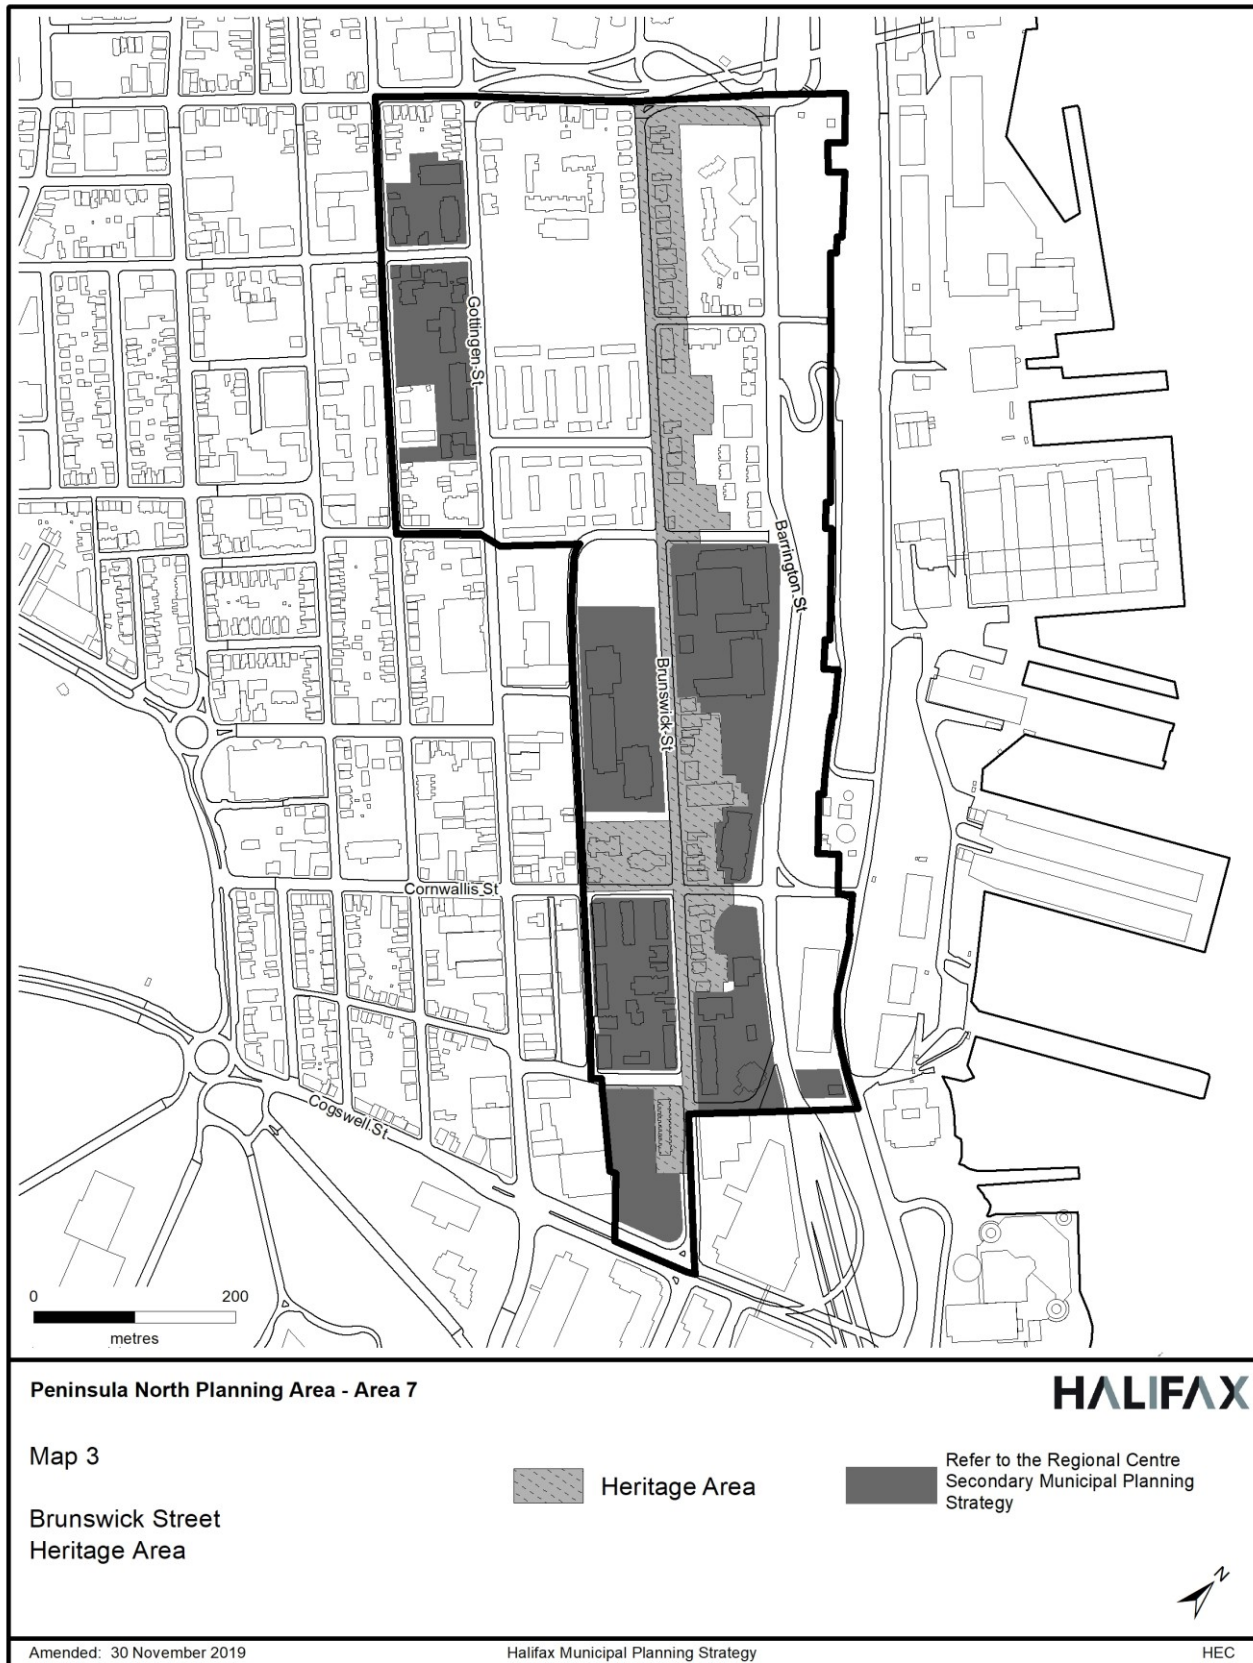 Gottingen St
Barrington St
Brunswick St
Cornwallis St
Cogswell St
0 200
metres
Peninsula North Planning Area - Area 7
HALIFAX
Map 3
Brunswick Street
Heritage Area
Heritage Area
Refer to the Regional Centre
Secondary Municipal Planning
Strategy
N
Amended: 30 November 2019
Halifax Municipal Planning Strategy
HEC